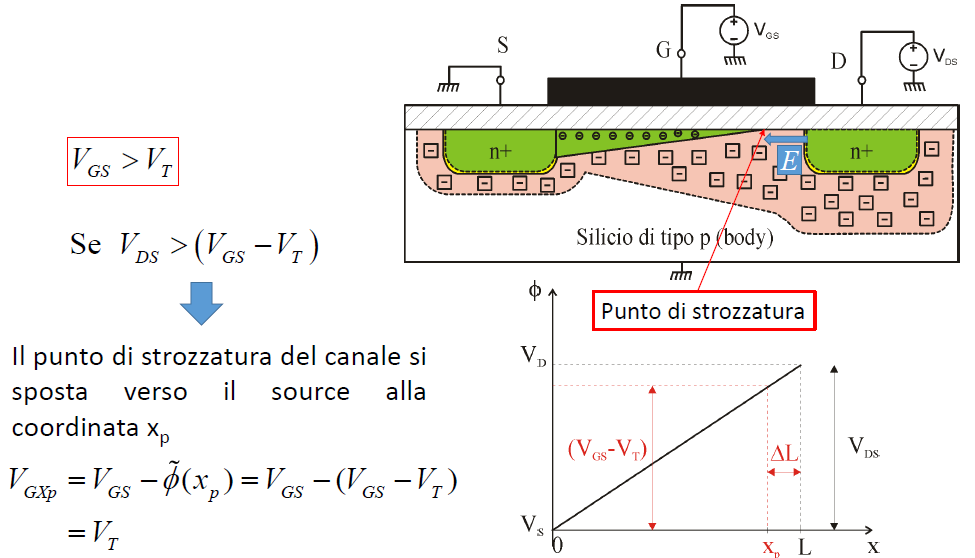 V_GS > V_T
Se V_DS > (V_GS − V_T)
Il punto di strozzatura del canale si
sposta verso il source alla
coordinata x_p
V_GXp = V_GS − φ̃(x_p) = V_GS − (V_GS − V_T)
= V_T
S
G
V_GS
D
V_DS
n+
E
n+
Silicio di tipo p (body)
Punto di strozzatura
ϕ
V_D
(V_GS-V_T)
ΔL
V_DS
V_S
0
x_p
L
x